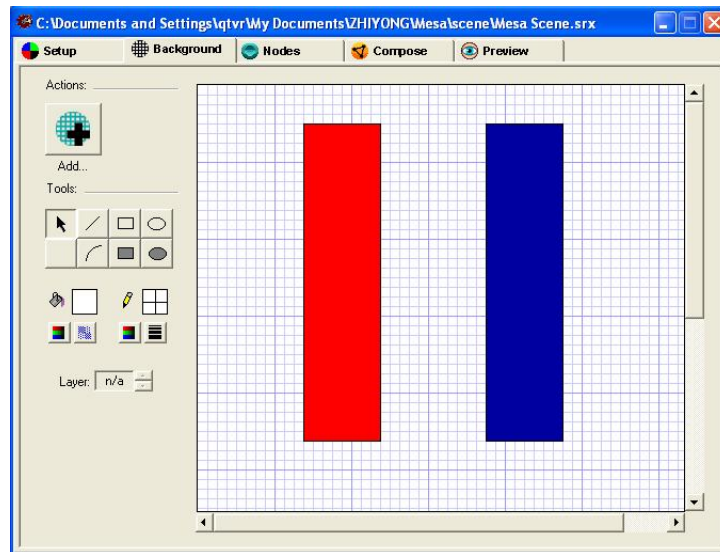 C:\Documents and Settings\qtvr\My Documents\ZHIYONG\Mesa\scene\Mesa Scene.srx
Setup Background Nodes Compose Preview
Actions:
Add...
Tools:
Layer: n/a